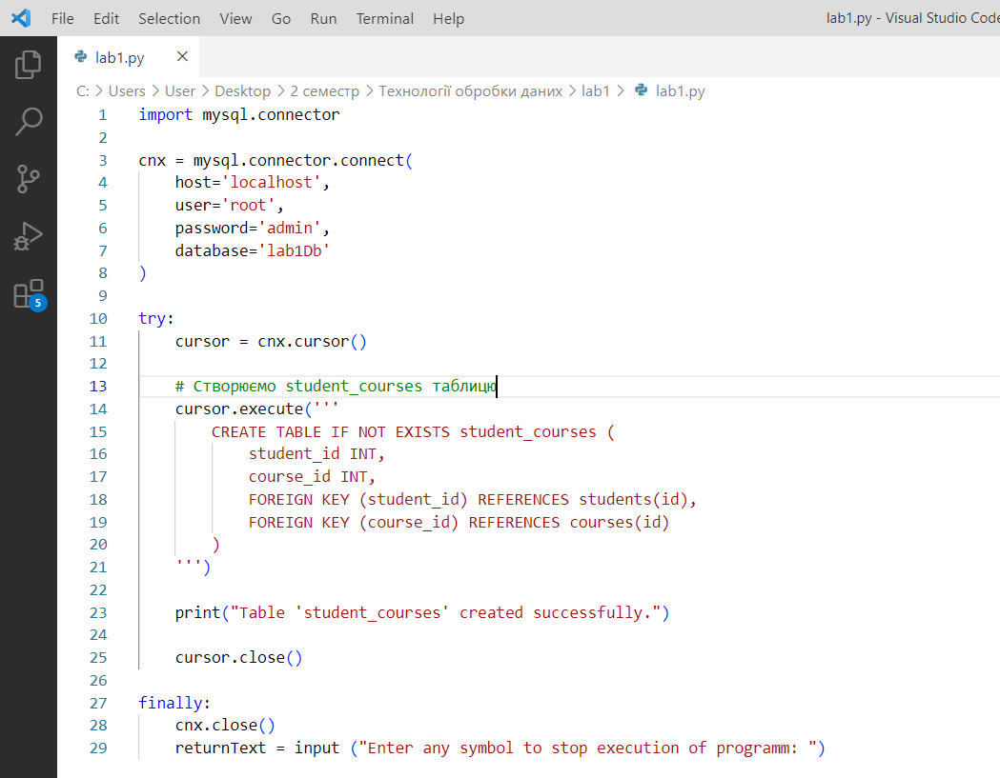 File Edit Selection View Go Run Terminal Help lab1.py - Visual Studio Code
lab1.py
C: > Users > User > Desktop > 2 семестр > Технології обробки даних > lab1 > lab1.py
1 import mysql.connector
2
3 cnx = mysql.connector.connect(
4     host='localhost',
5     user='root',
6     password='admin',
7     database='lab1Db'
8 )
9
10 try:
11     cursor = cnx.cursor()
12
13     # Створюємо student_courses таблицю
14     cursor.execute('''
15         CREATE TABLE IF NOT EXISTS student_courses (
16             student_id INT,
17             course_id INT,
18             FOREIGN KEY (student_id) REFERENCES students(id),
19             FOREIGN KEY (course_id) REFERENCES courses(id)
20         )
21     ''')
22
23     print("Table 'student_courses' created successfully.")
24
25     cursor.close()
26
27 finally:
28     cnx.close()
29     returnText = input ("Enter any symbol to stop execution of programm: ")
5